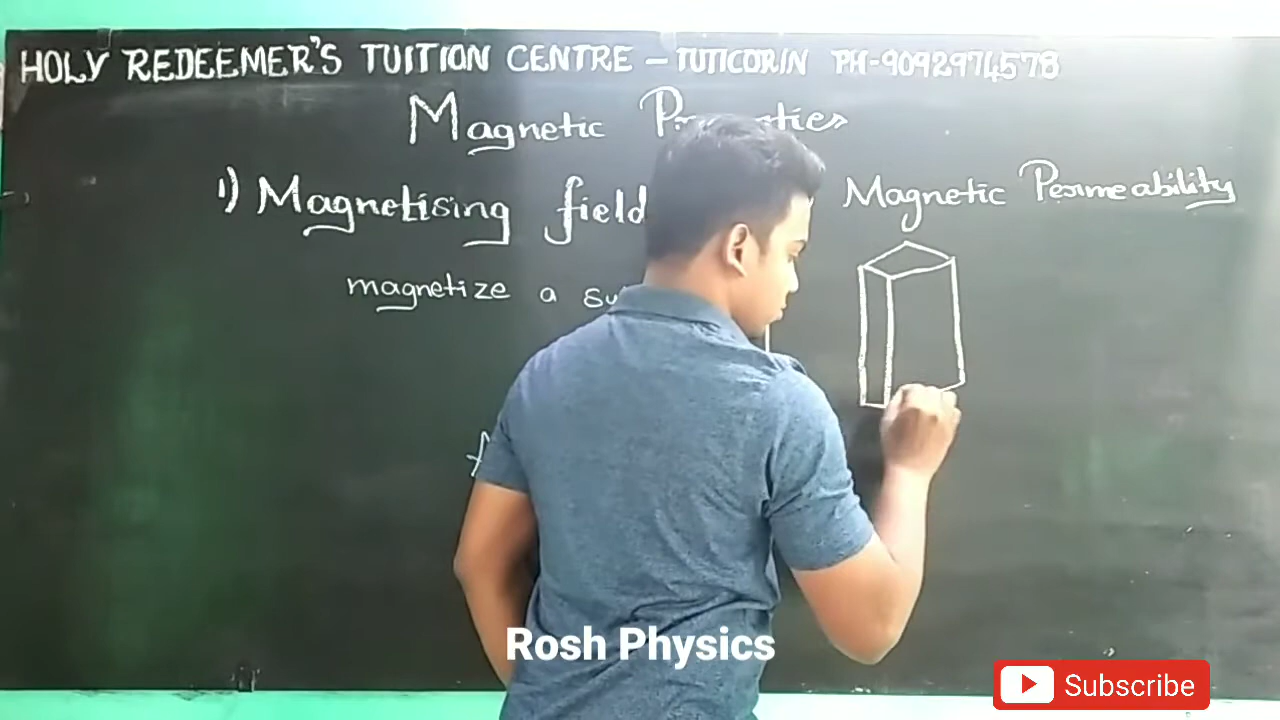 HOLY REDEEMER'S TUITION CENTRE – TUTICORIN PH-9092974578
Magnetic
1) Magnetising field
magnetize a
Magnetic Permeability
Rosh Physics
Subscribe